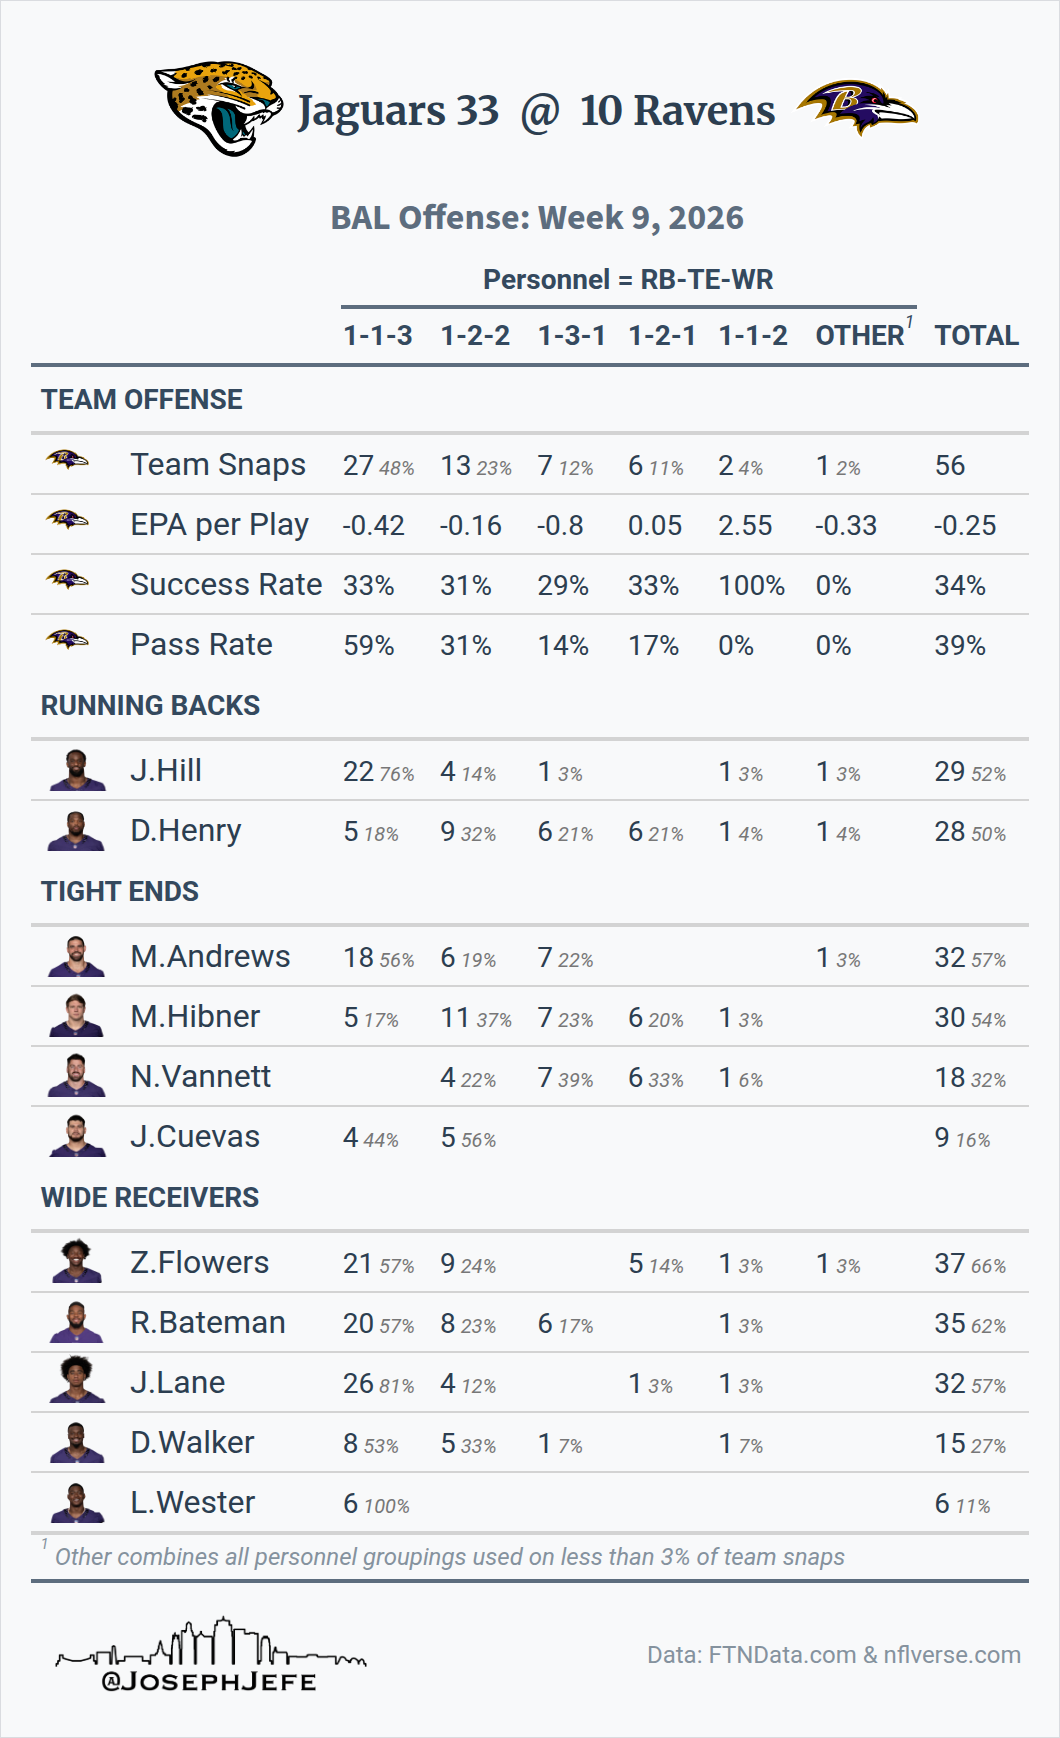 Jaguars 33 @ 10 Ravens
BAL Offense: Week 9, 2026
Personnel = RB-TE-WR
1-1-3 1-2-2 1-3-1 1-2-1 1-1-2 OTHER1 TOTAL
TEAM OFFENSE
Team Snaps 27 48% 13 23% 7 12% 6 11% 2 4% 1 2% 56
EPA per Play -0.42 -0.16 -0.8 0.05 2.55 -0.33 -0.25
Success Rate 33% 31% 29% 33% 100% 0% 34%
Pass Rate 59% 31% 14% 17% 0% 0% 39%
RUNNING BACKS
J.Hill 22 76% 4 14% 1 3% 1 3% 1 3% 29 52%
D.Henry 5 18% 9 32% 6 21% 6 21% 1 4% 1 4% 28 50%
TIGHT ENDS
M.Andrews 18 56% 6 19% 7 22% 1 3% 32 57%
M.Hibner 5 17% 11 37% 7 23% 6 20% 1 3% 30 54%
N.Vannett 4 22% 7 39% 6 33% 1 6% 18 32%
J.Cuevas 4 44% 5 56% 9 16%
WIDE RECEIVERS
Z.Flowers 21 57% 9 24% 5 14% 1 3% 1 3% 37 66%
R.Bateman 20 57% 8 23% 6 17% 1 3% 35 62%
J.Lane 26 81% 4 12% 1 3% 1 3% 32 57%
D.Walker 8 53% 5 33% 1 7% 1 7% 15 27%
L.Wester 6 100% 6 11%
1 Other combines all personnel groupings used on less than 3% of team snaps
@JosephJefe
Data: FTNData.com & nflverse.com